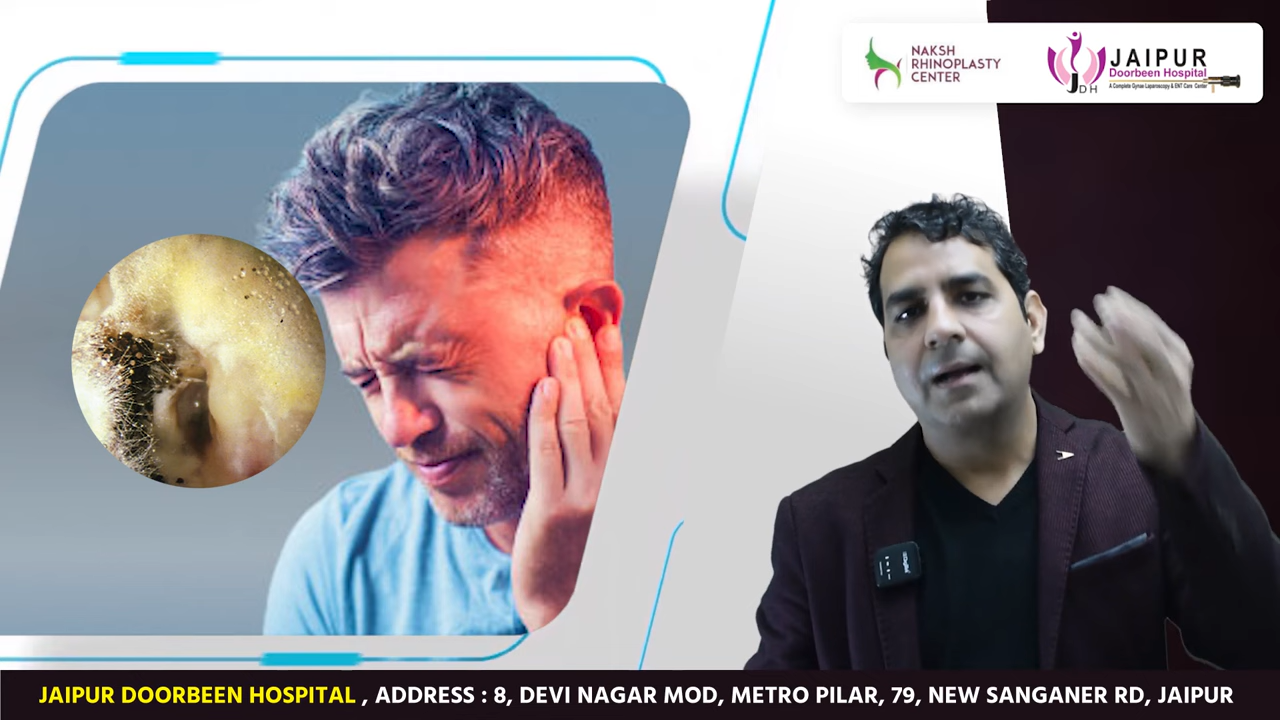 NAKSH
RHINOPLASTY
CENTER
JAIPUR
Doorbeen Hospital
A Complete Gynae Laparoscopy & ENT Care Center
JDH
JAIPUR DOORBEEN HOSPITAL , ADDRESS : 8, DEVI NAGAR MOD, METRO PILAR, 79, NEW SANGANER RD, JAIPUR